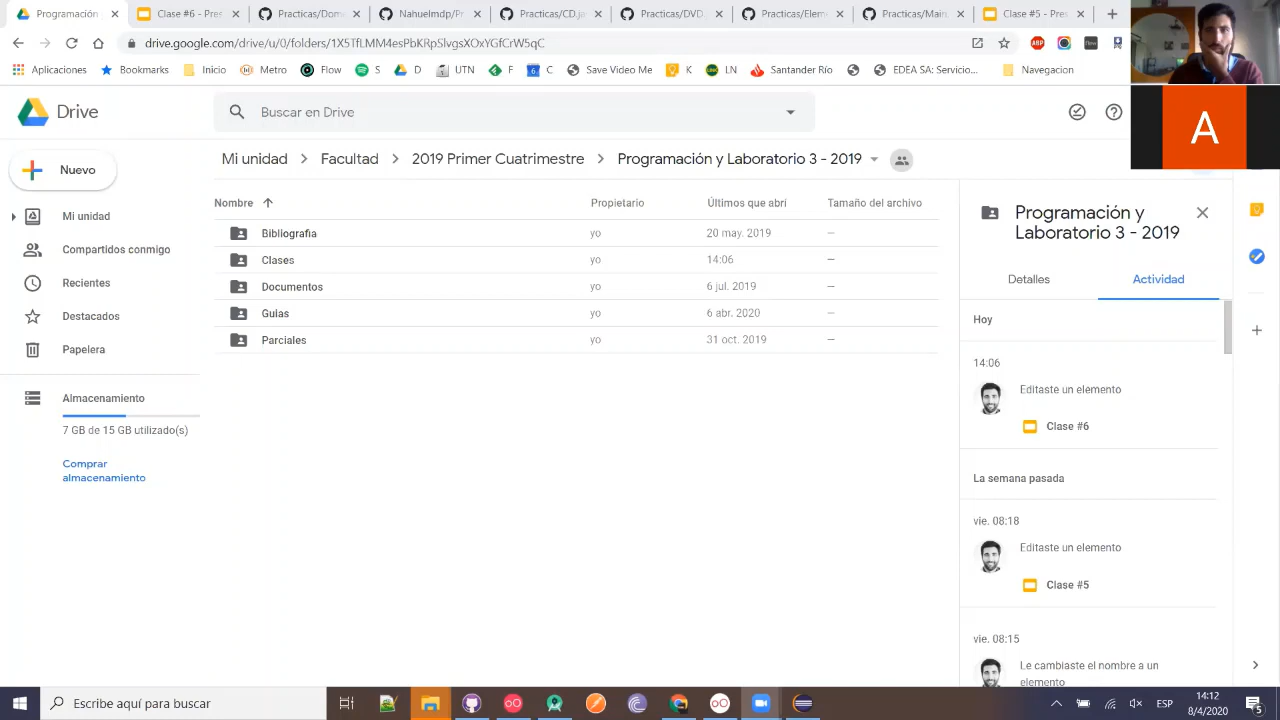 Programación
Clase #5 - Pres
Practicas/Dom
Nahuelmdp
Practicas/CD.j
Practicas/DVD
Practicas/Elem
Practicas/Main
Clase #5 - Pres
drive.google.com/drive/u/0/folders/
Aplicaciones
Bookmarks
Inicio
Metro
Flow
S
D
F
C
Save Video Me
K
LN
Santander Río
EDEA SA: Servicio...
Navegacion
Drive
Buscar en Drive
A
Nuevo
Mi unidad
Compartidos conmigo
Recientes
Destacados
Papelera
Almacenamiento
7 GB de 15 GB utilizado(s)
Comprar
almacenamiento
Mi unidad > Facultad > 2019 Primer Cuatrimestre > Programación y Laboratorio 3 - 2019
Nombre Propietario Últimos que abrí Tamaño del archivo
Bibliografia yo 20 may. 2019 —
Clases yo 14:06 —
Documentos yo 6 jul. 2019 —
Guias yo 6 abr. 2020 —
Parciales yo 31 oct. 2019 —
Programación y
Laboratorio 3 - 2019
Detalles Actividad
Hoy
14:06
Editaste un elemento
Clase #6
La semana pasada
vie. 08:18
Editaste un elemento
Clase #5
vie. 08:15
Le cambiaste el nombre a un
elemento
Escribe aquí para buscar
ESP
14:12
8/4/2020
5